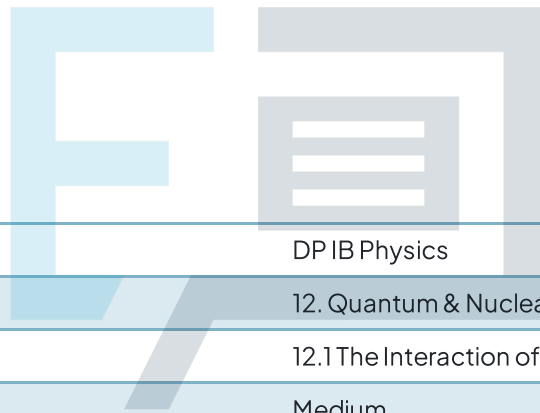 DP IB Physics
12. Quantum & Nuclea
12.1 The Interaction of
Medium